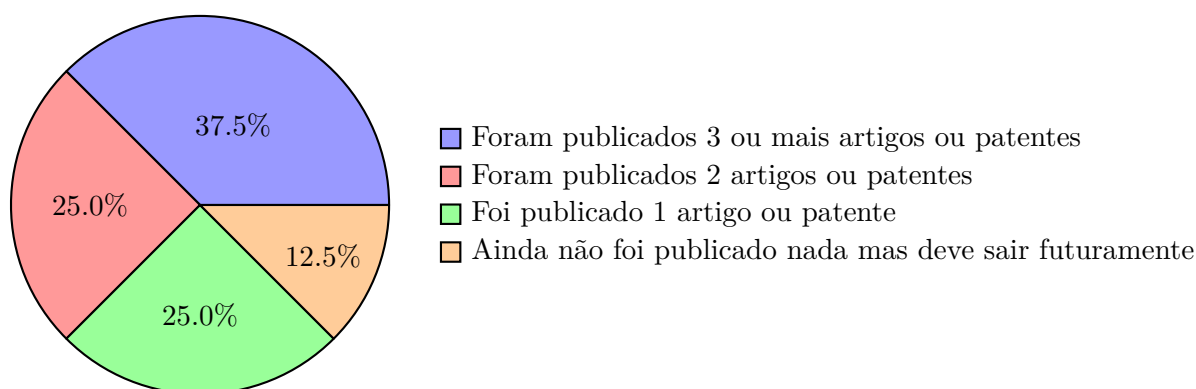 37.5%
Foram publicados 3 ou mais artigos ou patentes
Foram publicados 2 artigos ou patentes
25.0%
Foi publicado 1 artigo ou patente
Ainda não foi publicado nada mas deve sair futuramente
12.5%
25.0%